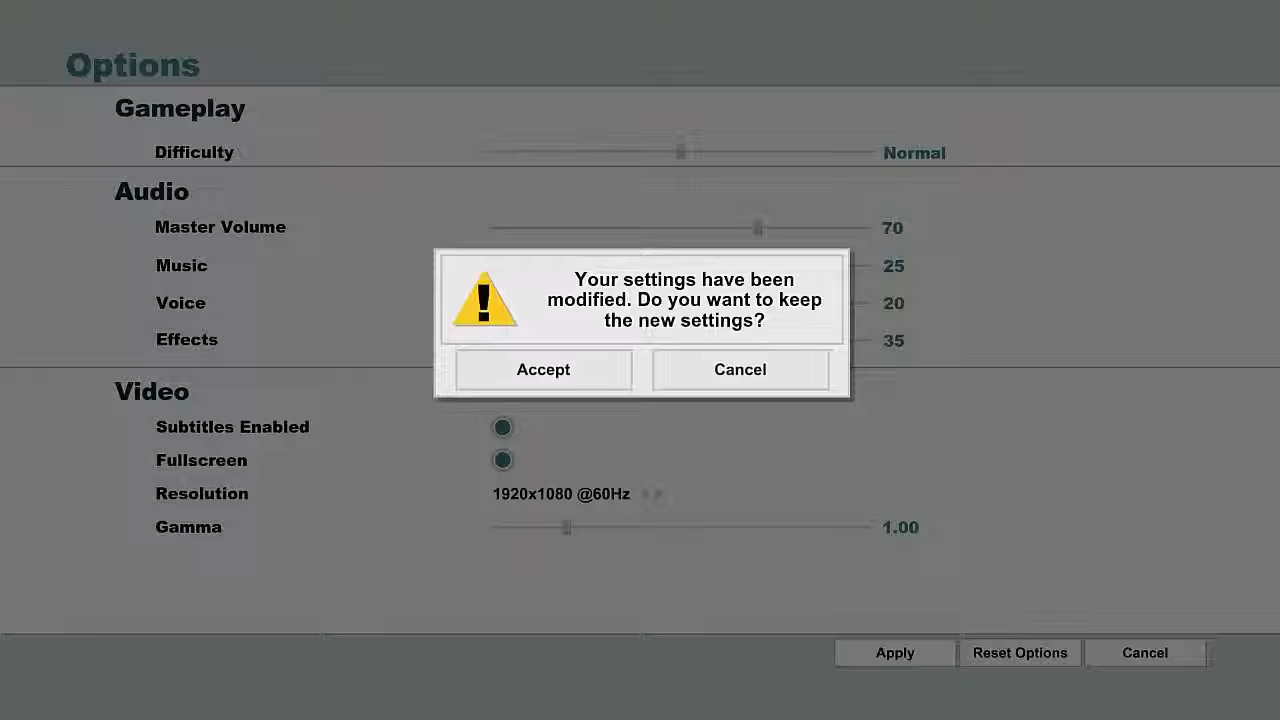 Options
Gameplay
Difficulty Normal
Audio
Master Volume 70
Music 25
Voice 20
Effects 35
Your settings have been
modified. Do you want to keep
the new settings?
Accept Cancel
Video
Subtitles Enabled
Fullscreen
Resolution 1920x1080 @60Hz
Gamma 1.00
Apply Reset Options Cancel